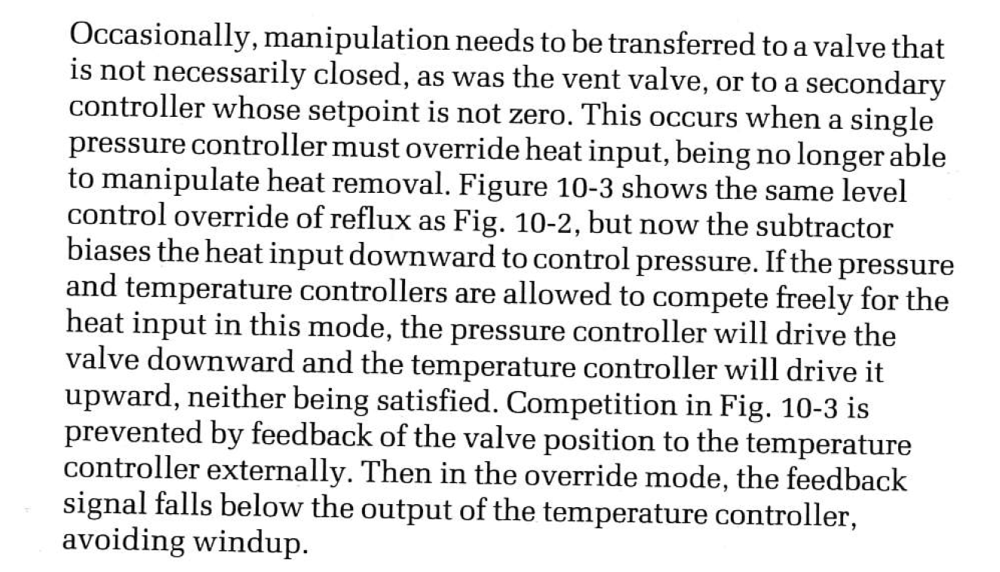 Occasionally, manipulation needs to be transferred to a valve that
is not necessarily closed, as was the vent valve, or to a secondary
controller whose setpoint is not zero. This occurs when a single
pressure controller must override heat input, being no longer able
to manipulate heat removal. Figure 10-3 shows the same level
control override of reflux as Fig. 10-2, but now the subtractor
biases the heat input downward to control pressure. If the pressure
and temperature controllers are allowed to compete freely for the
heat input in this mode, the pressure controller will drive the
valve downward and the temperature controller will drive it
upward, neither being satisfied. Competition in Fig. 10-3 is
prevented by feedback of the valve position to the temperature
controller externally. Then in the override mode, the feedback
signal falls below the output of the temperature controller,
avoiding windup.